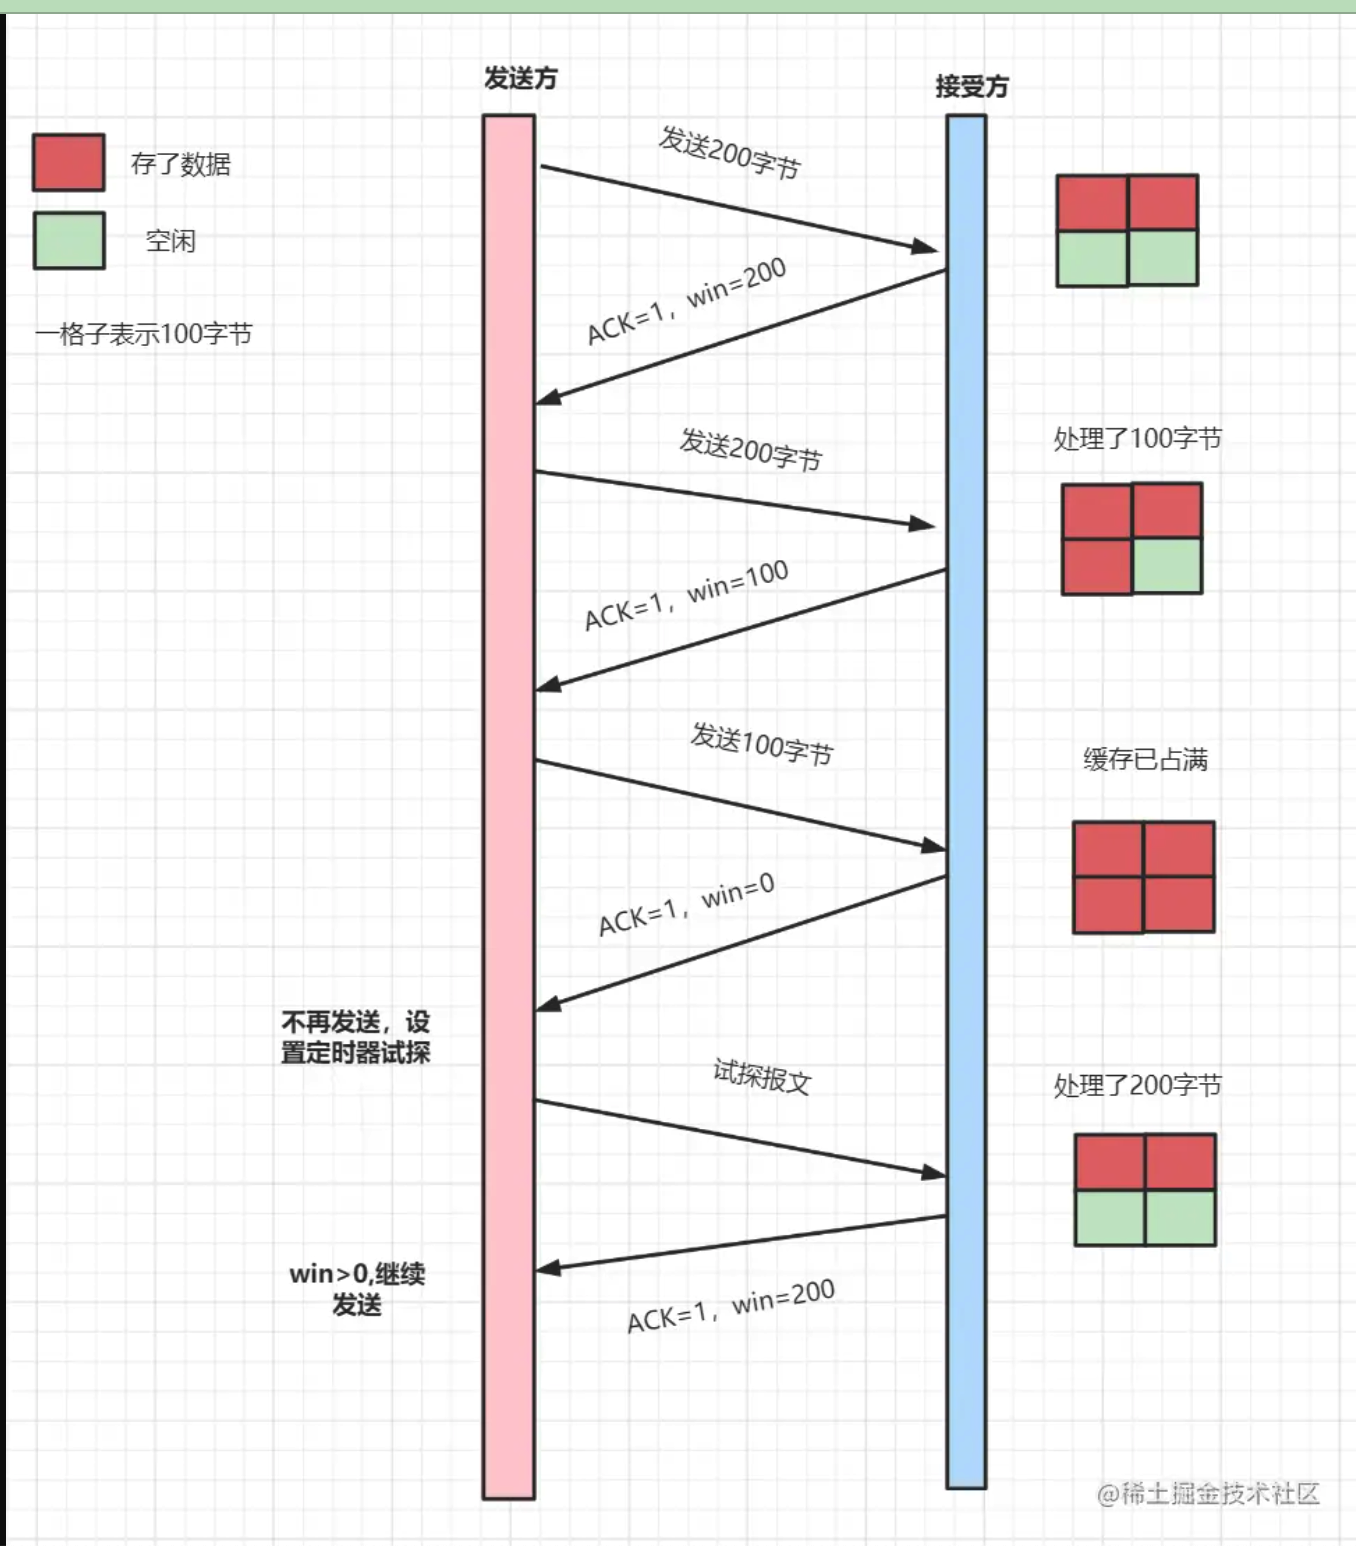 发送方
接受方
存了数据
空闲
一格子表示100字节
发送200字节
ACK=1，win=200
发送200字节
处理了100字节
ACK=1，win=100
发送100字节
缓存已占满
ACK=1，win=0
不再发送，设
置定时器试探
试探报文
处理了200字节
win>0,继续
发送
ACK=1，win=200
@稀土掘金技术社区